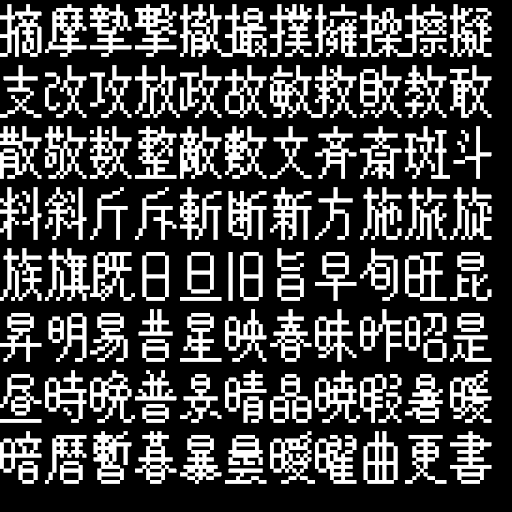 摘摩摯撃撤撮撲擁操擦擬
支改攻放政故敏救敗教敢
散敬数整敵敷文斉斎斑斗
料斜斤斥斬断新方施旅旋
族旗既日旦旧旨早旬旺昆
昇明易昔星映春昧昨昭是
昼時晩普景晴晶暁暇暑暖
暗暦暫暮暴曇曖曜曲更書